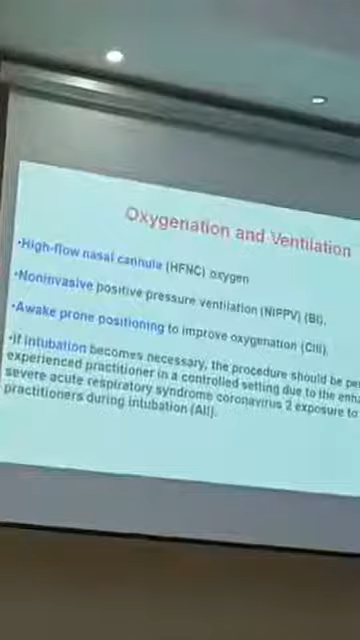 Oxygenation and Ventilation
•High-flow nasal cannula (HFNC) oxygen
•Noninvasive positive pressure ventilation (NIPPV) (BI).
•Awake prone positioning to improve oxygenation (CIII).
•If intubation becomes necessary, the procedure should be
experienced practitioner in a controlled setting due to the
severe acute respiratory syndrome coronavirus 2 exposure to
practitioners during intubation (AII).